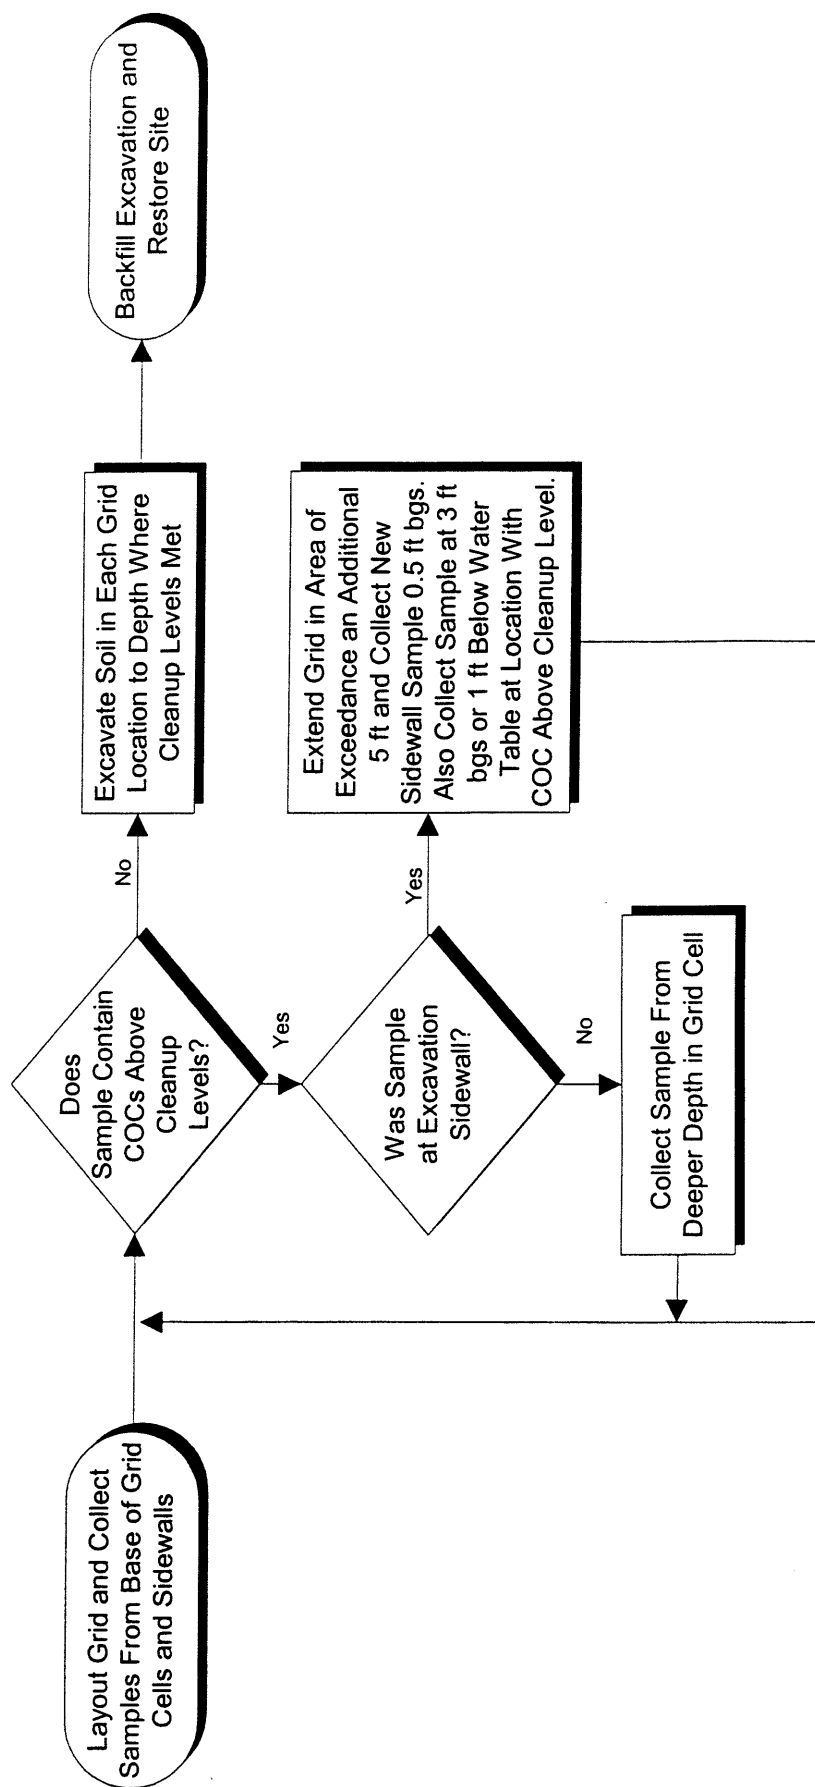 Layout Grid and Collect
Samples From Base of Grid
Cells and Sidewalls
Does
Sample Contain
COCs Above
Cleanup
Levels?
No
Excavate Soil in Each Grid
Location to Depth Where
Cleanup Levels Met
Backfill Excavation and
Restore Site
Yes
Was Sample
at Excavation
Sidewall?
Yes
Extend Grid in Area of
Exceedance an Additional
5 ft and Collect New
Sidewall Sample 0.5 ft bgs.
Also Collect Sample at 3 ft
bgs or 1 ft Below Water
Table at Location With
COC Above Cleanup Level.
No
Collect Sample From
Deeper Depth in Grid Cell